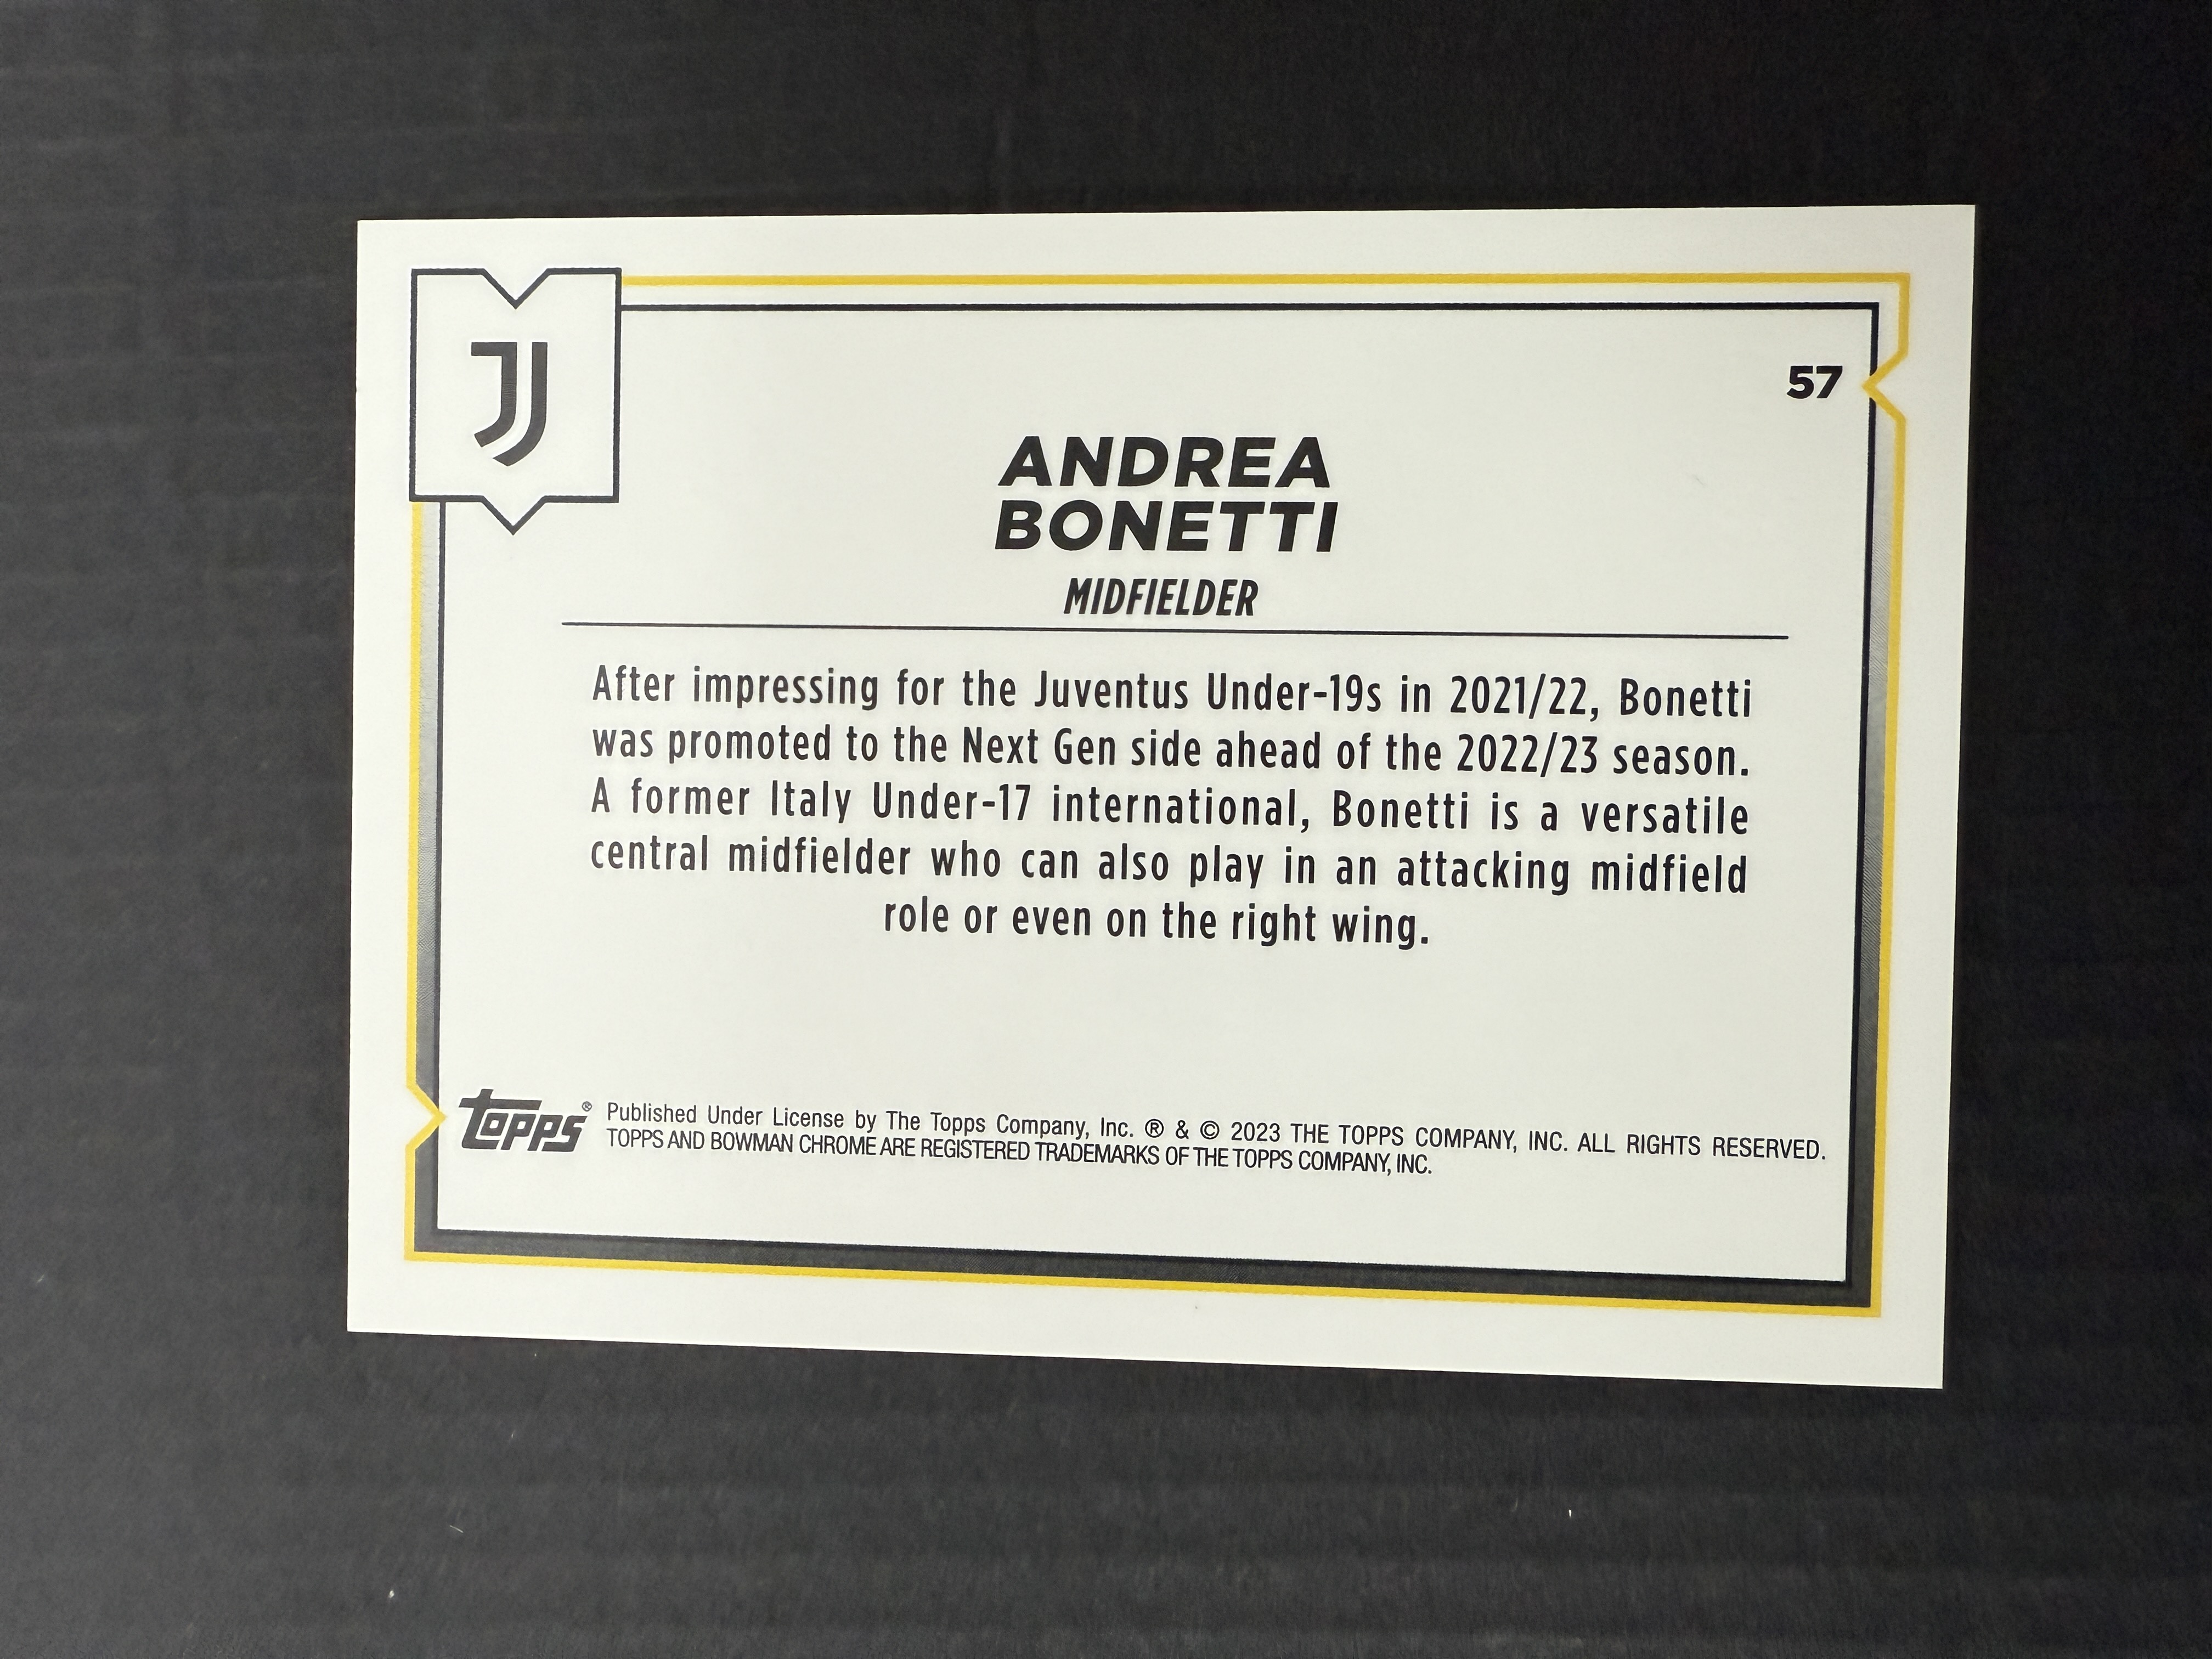 57
ANDREA
BONETTI
MIDFIELDER
After impressing for the Juventus Under-19s in 2021/22, Bonetti
was promoted to the Next Gen side ahead of the 2022/23 season.
A former Italy Under-17 international, Bonetti is a versatile
central midfielder who can also play in an attacking midfield
role or even on the right wing.
topps® Published Under License by The Topps Company, Inc. ® & © 2023 THE TOPPS COMPANY, INC. ALL RIGHTS RESERVED.
TOPPS AND BOWMAN CHROME ARE REGISTERED TRADEMARKS OF THE TOPPS COMPANY, INC.